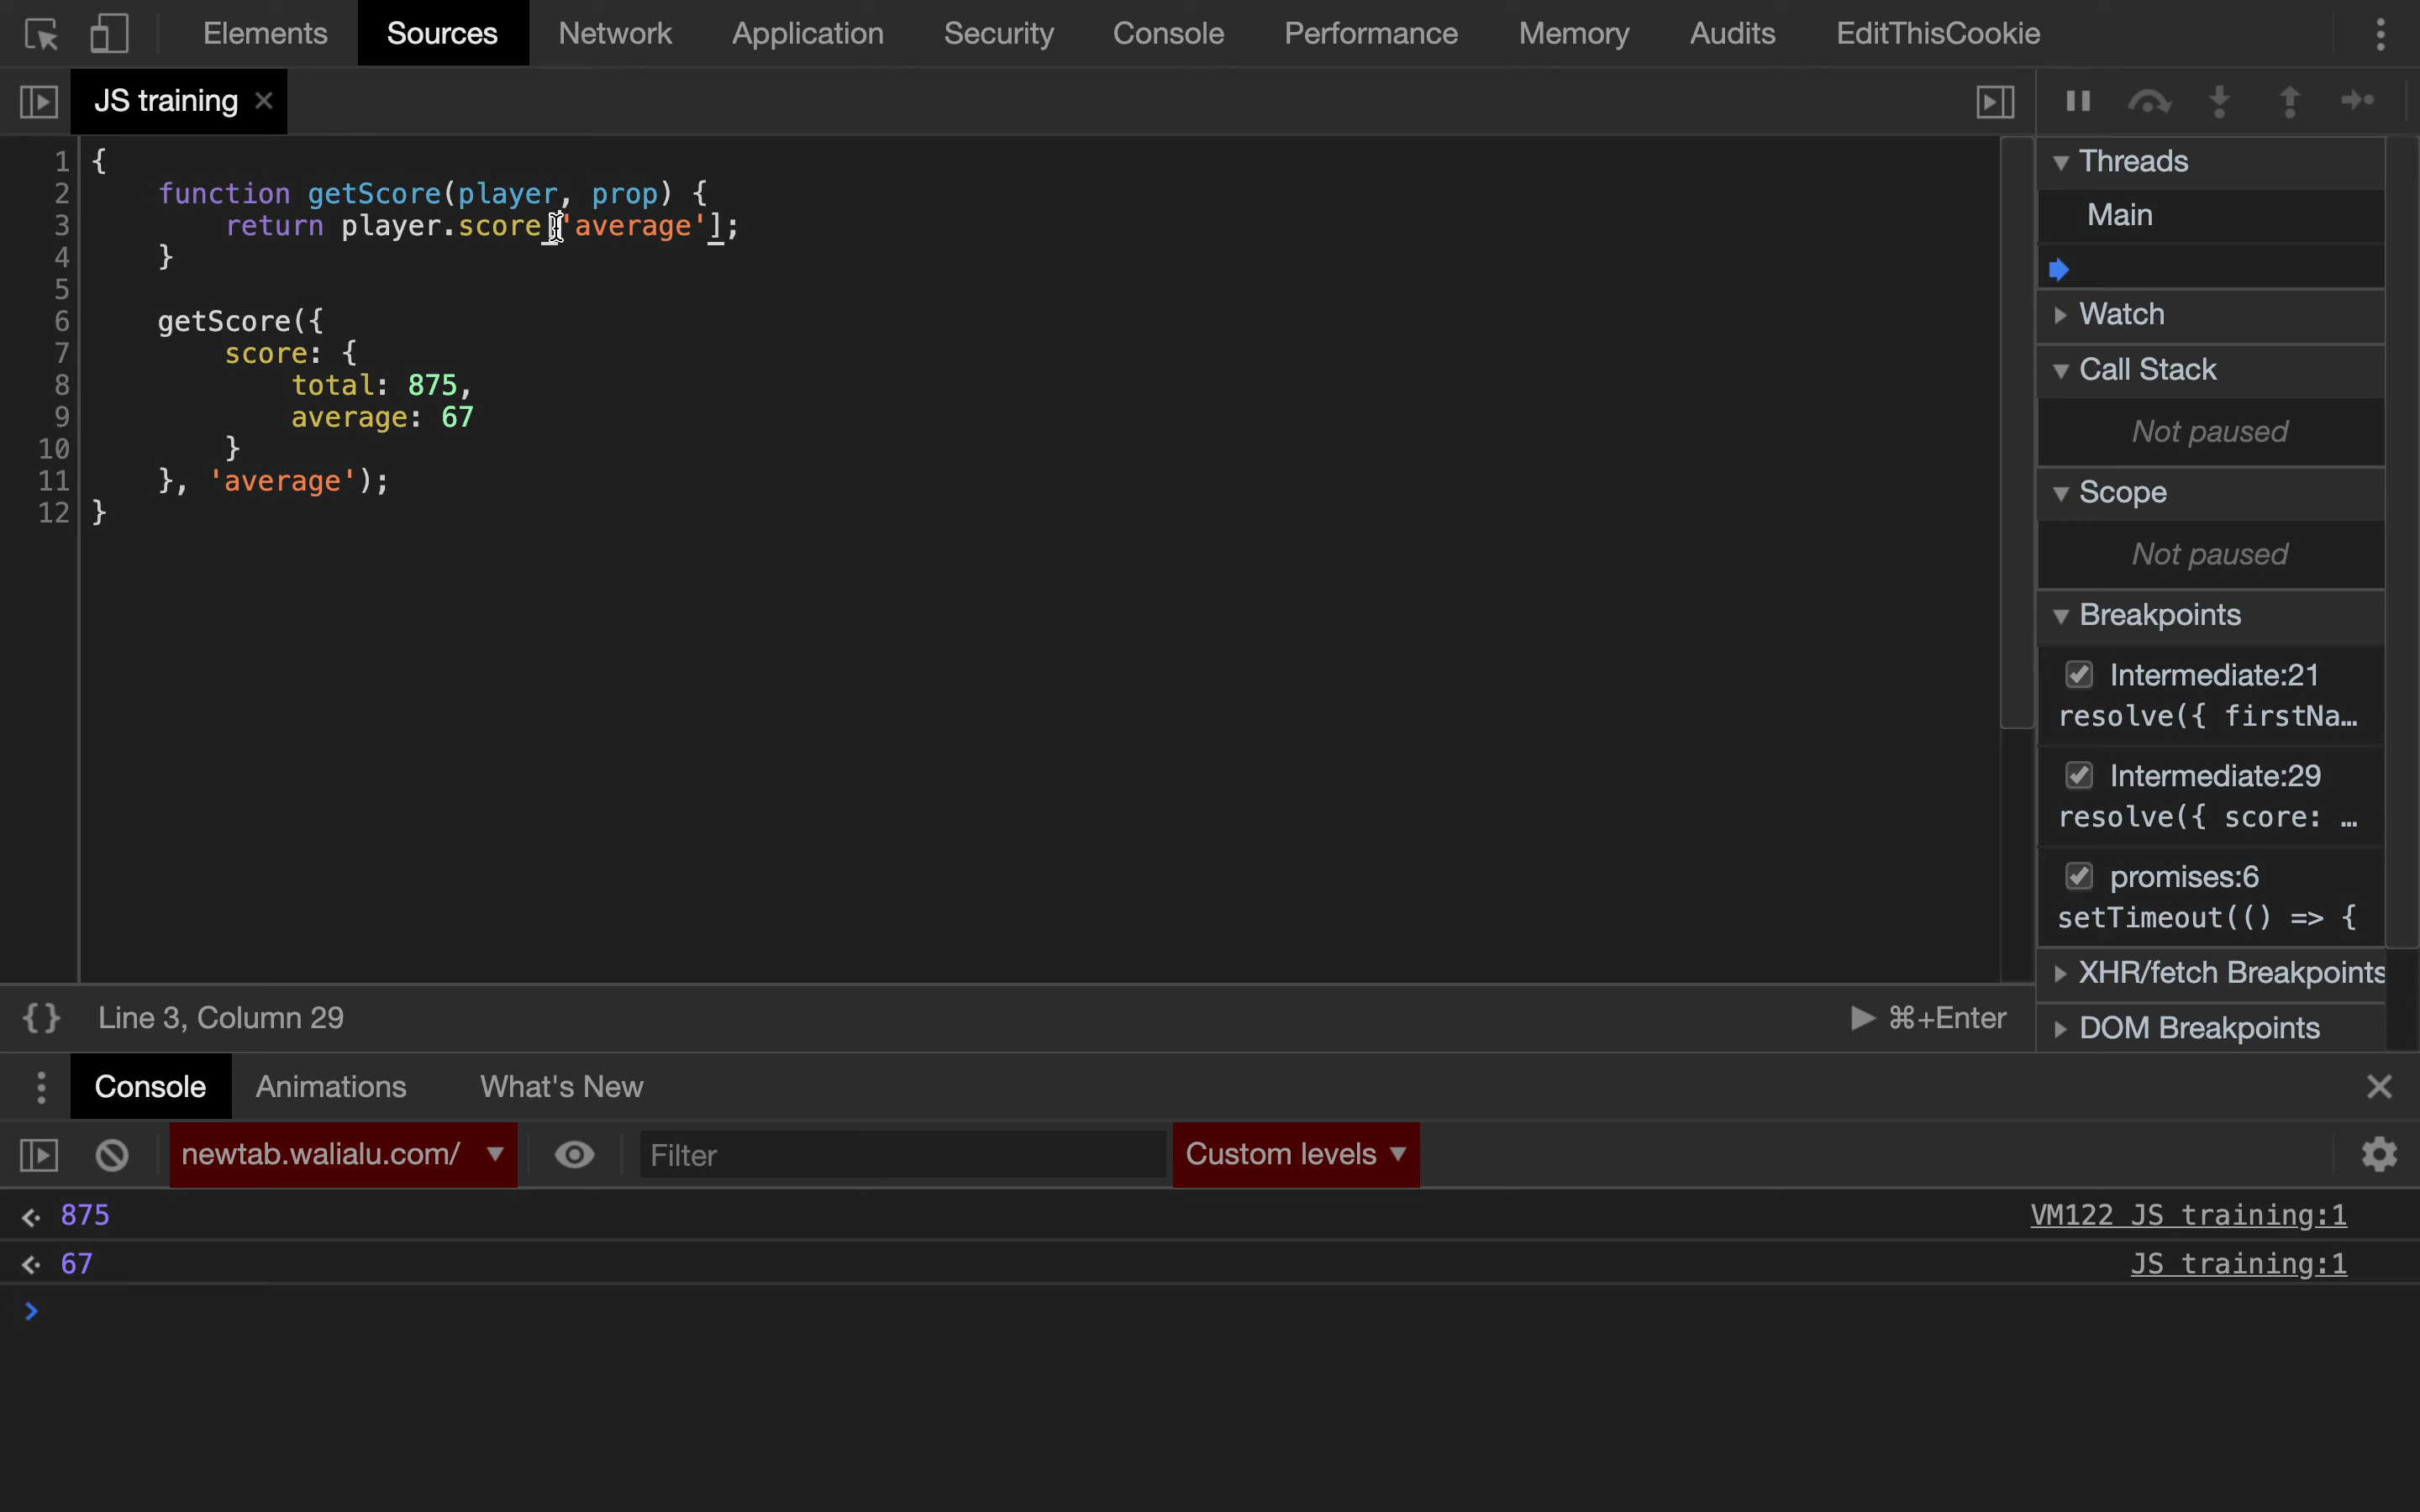 Elements Sources Network Application Security Console Performance Memory Audits EditThisCookie
JS training ×
1 {
2     function getScore(player, prop) {
3         return player.score['average'];
4     }
5
6     getScore({
7         score: {
8             total: 875,
9             average: 67
10         }
11     }, 'average');
12 }
Threads
Main
Watch
Call Stack
Not paused
Scope
Not paused
Breakpoints
Intermediate:21
resolve({ firstNa…
Intermediate:29
resolve({ score: …
promises:6
setTimeout(() => {
XHR/fetch Breakpoints
DOM Breakpoints
{} Line 3, Column 29 ⌘+Enter
Console Animations What's New
newtab.walialu.com/ Filter Custom levels
875 VM122 JS training:1
67 JS training:1